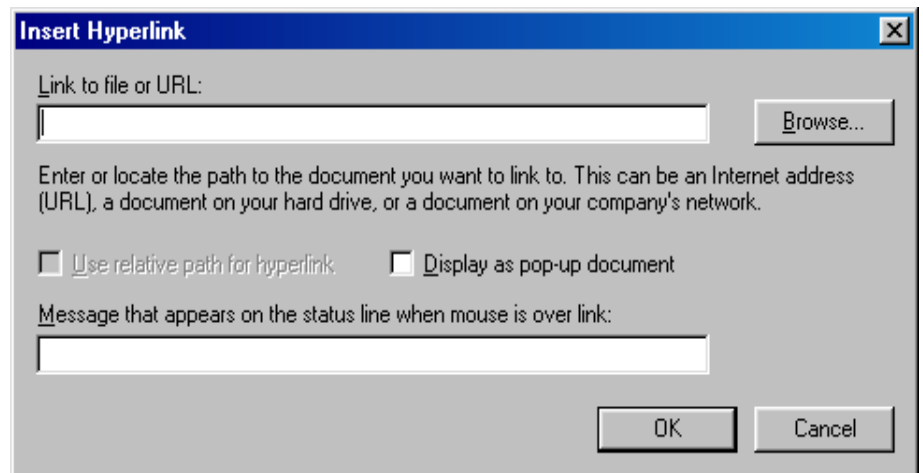 Insert Hyperlink
Link to file or URL:
Browse...
Enter or locate the path to the document you want to link to. This can be an Internet address
(URL), a document on your hard drive, or a document on your company's network.
Use relative path for hyperlink Display as pop-up document
Message that appears on the status line when mouse is over link:
OK Cancel